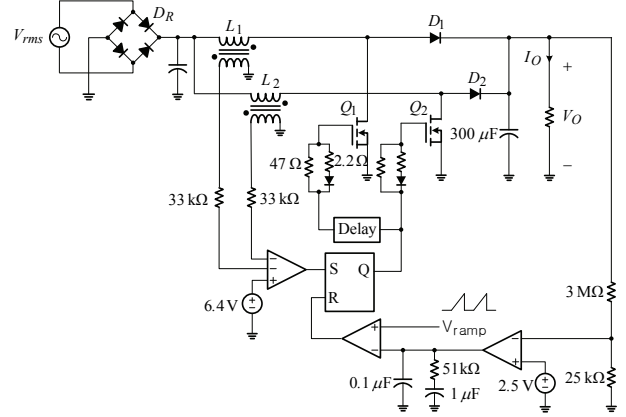 D_R
L_1
D_1
V_rms
I_O
+
L_2
D_2
Q_1
Q_2
300 μF
V_O
−
47 Ω
2.2 Ω
33 kΩ
33 kΩ
Delay
−
−
+
S
Q
R
6.4 V
3 MΩ
+
V_ramp
−
−
+
51 kΩ
0.1 μF
1 μF
2.5 V
25 kΩ